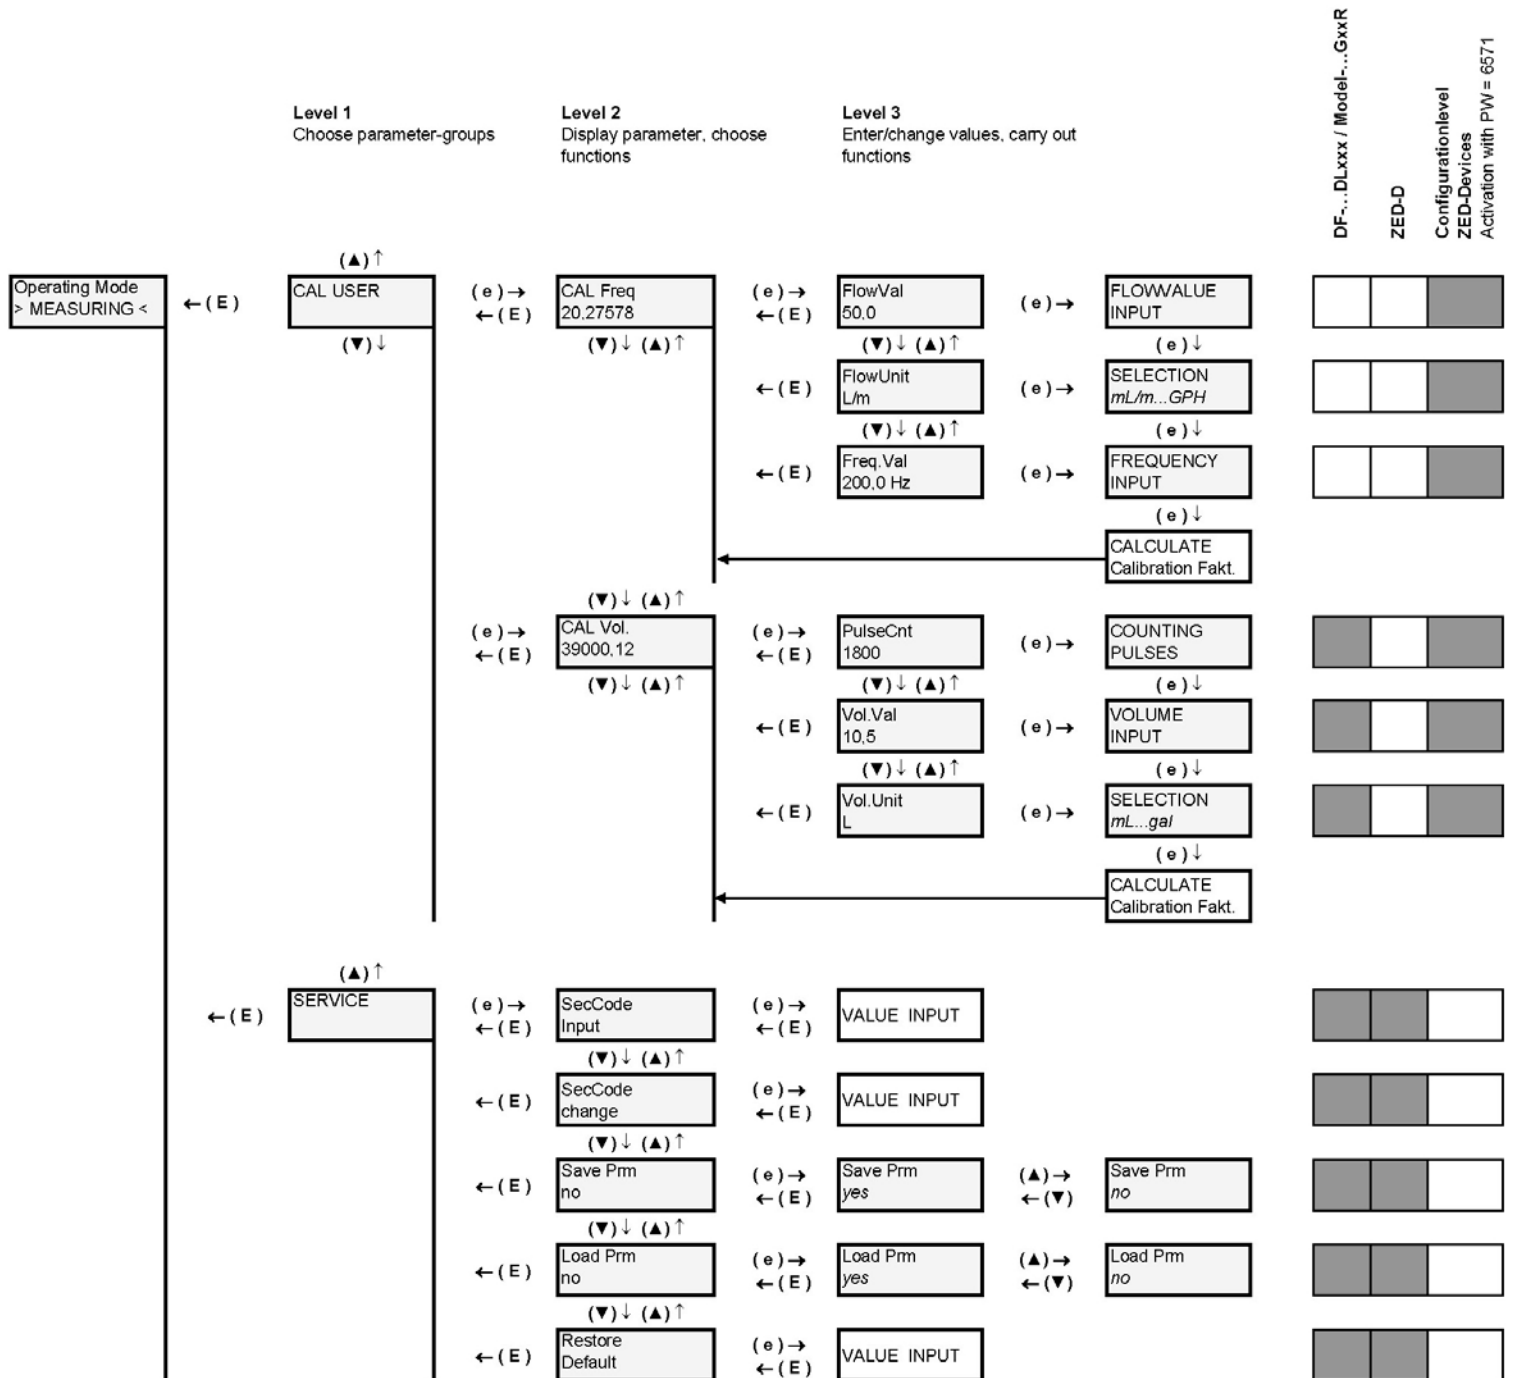 DF-...DLxxx / Model-...GxxR
ZED-D
Configurationlevel
ZED-Devices
Activation with PW = 6571
Level 1
Choose parameter-groups
Level 2
Display parameter, choose
functions
Level 3
Enter/change values, carry out
functions
(▲)↑
Operating Mode
> MEASURING <
←(E)
CAL USER
(e)→
←(E)
CAL Freq
20,27578
(e)→
←(E)
FlowVal
50,0
(e)→
FLOWVALUE
INPUT
(▼)↓
(▼)↓ (▲)↑
(▼)↓ (▲)↑
(e)↓
←(E)
FlowUnit
L/m
(e)→
SELECTION
mL/m...GPH
(▼)↓ (▲)↑
(e)↓
←(E)
Freq.Val
200,0 Hz
(e)→
FREQUENCY
INPUT
(e)↓
CALCULATE
Calibration Fakt.
(▼)↓ (▲)↑
(e)→
←(E)
CAL Vol.
39000,12
(e)→
←(E)
PulseCnt
1800
(e)→
COUNTING
PULSES
(▼)↓ (▲)↑
(▼)↓ (▲)↑
(e)↓
←(E)
Vol.Val
10,5
(e)→
VOLUME
INPUT
(▼)↓ (▲)↑
(e)↓
←(E)
Vol.Unit
L
(e)→
SELECTION
mL...gal
(e)↓
CALCULATE
Calibration Fakt.
(▲)↑
←(E)
SERVICE
(e)→
←(E)
SecCode
Input
(e)→
←(E)
VALUE INPUT
(▼)↓ (▲)↑
←(E)
SecCode
change
(e)→
←(E)
VALUE INPUT
(▼)↓ (▲)↑
←(E)
Save Prm
no
(e)→
←(E)
Save Prm
yes
(▲)→
←(▼)
Save Prm
no
(▼)↓ (▲)↑
←(E)
Load Prm
no
(e)→
←(E)
Load Prm
yes
(▲)→
←(▼)
Load Prm
no
(▼)↓ (▲)↑
←(E)
Restore
Default
(e)→
←(E)
VALUE INPUT